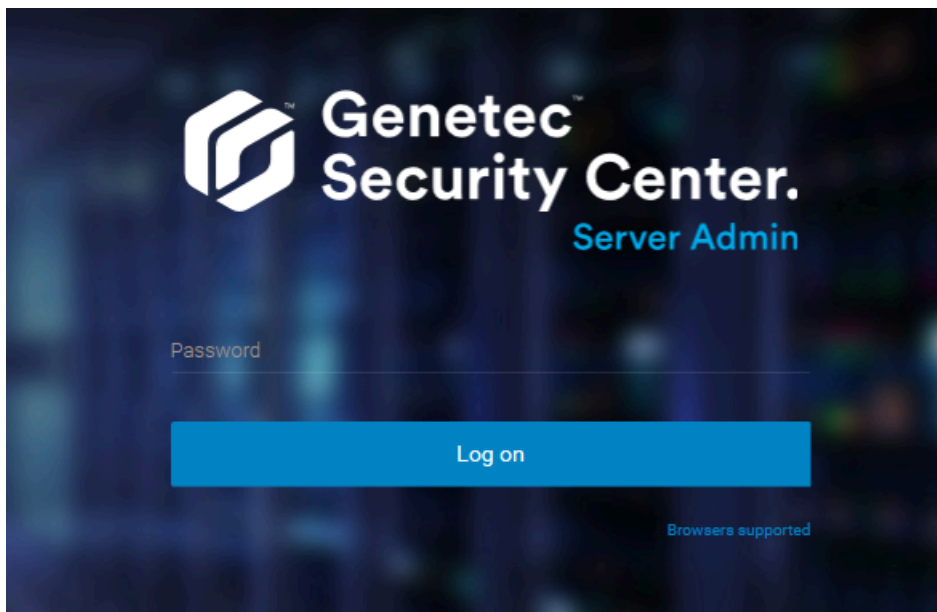 Genetec™
Security Center.
Server Admin
Password
Log on
Browsers supported